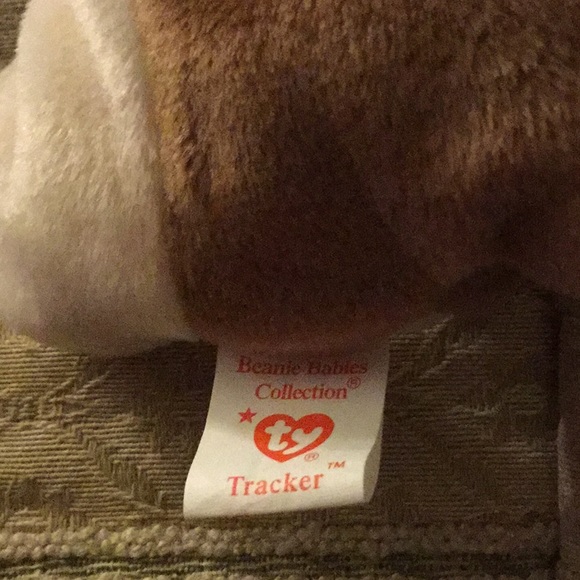 Beanie Babies
Collection®
ty®
Tracker™